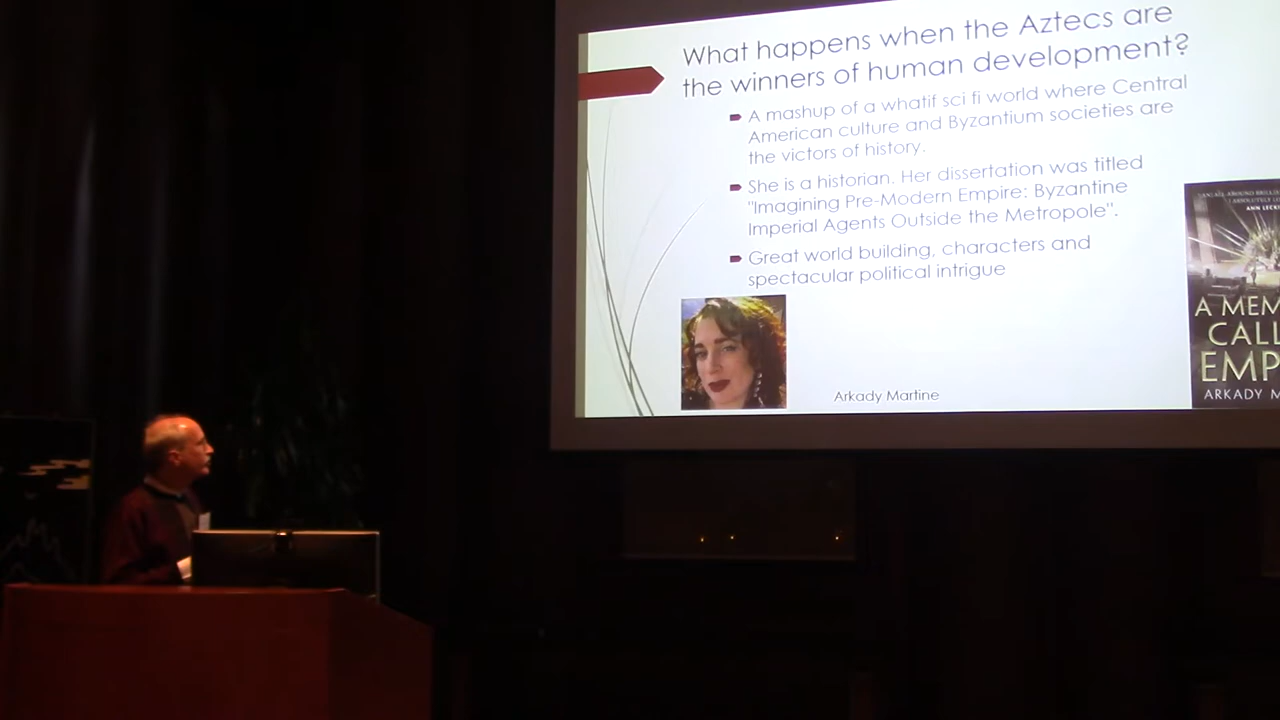 What happens when the Aztecs are
the winners of human development?
A mashup of a whatif sci fi world where Central
American culture and Byzantium societies are
the victors of history.
She is a historian. Her dissertation was titled
"Imagining Pre-Modern Empire: Byzantine
Imperial Agents Outside the Metropole".
Great world building, characters and
spectacular political intrigue
Arkady Martine
ANN LECK
A MEM
CALL
EMP
ARKADY M